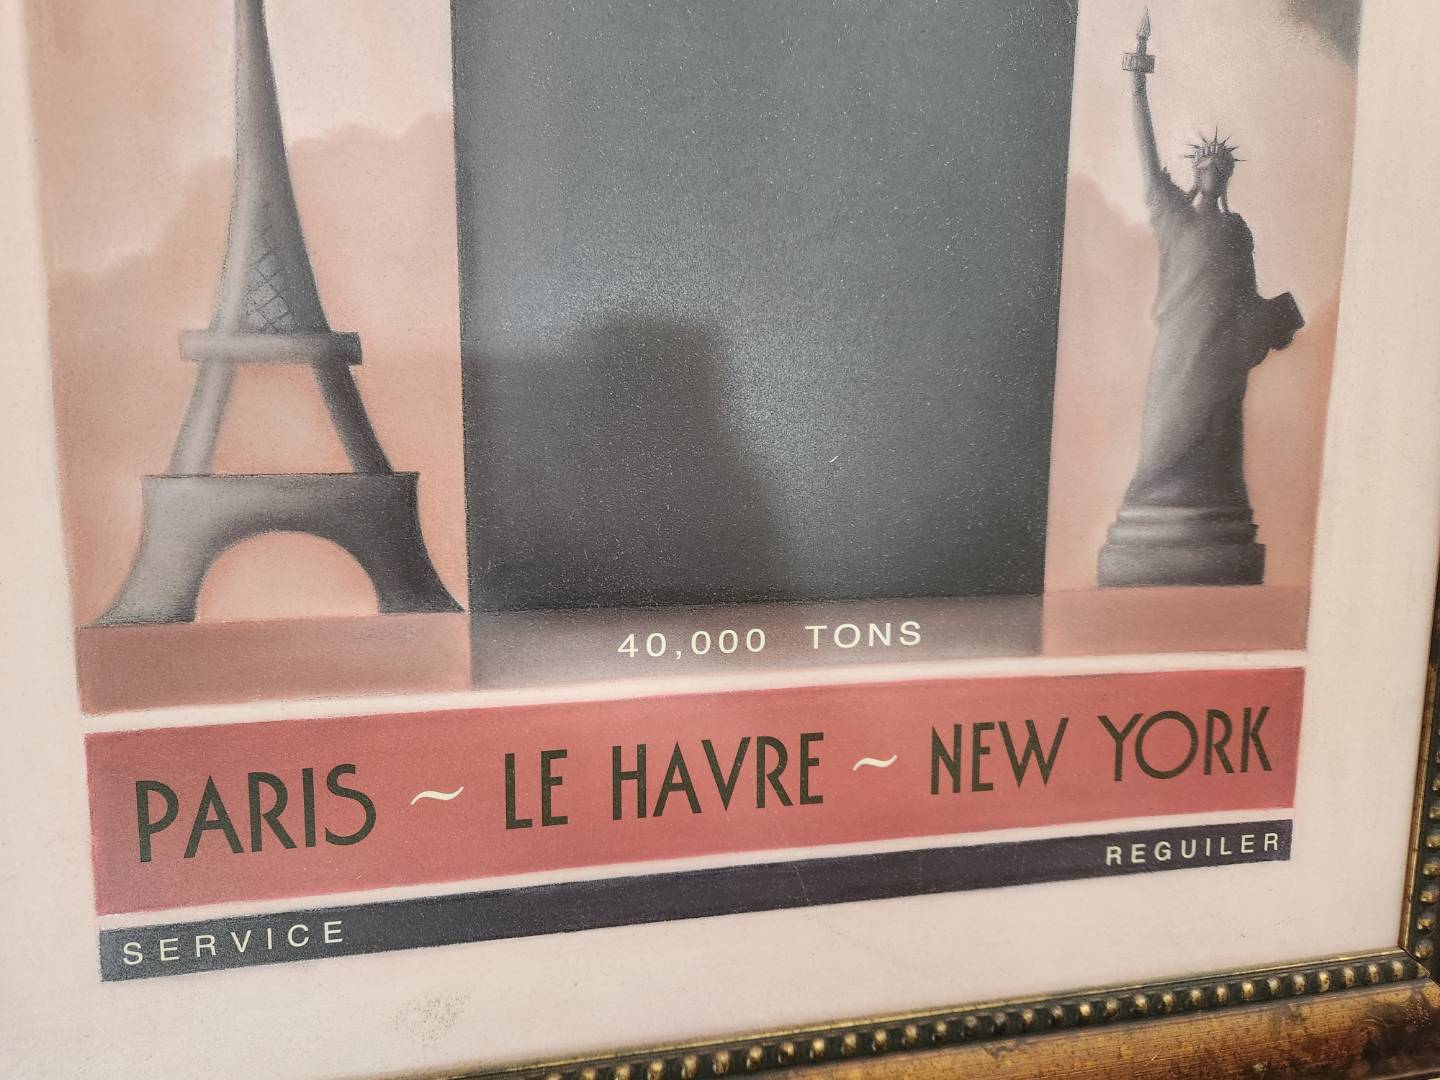 40,000 TONS
PARIS ~ LE HAVRE ~ NEW YORK
SERVICE REGUILER